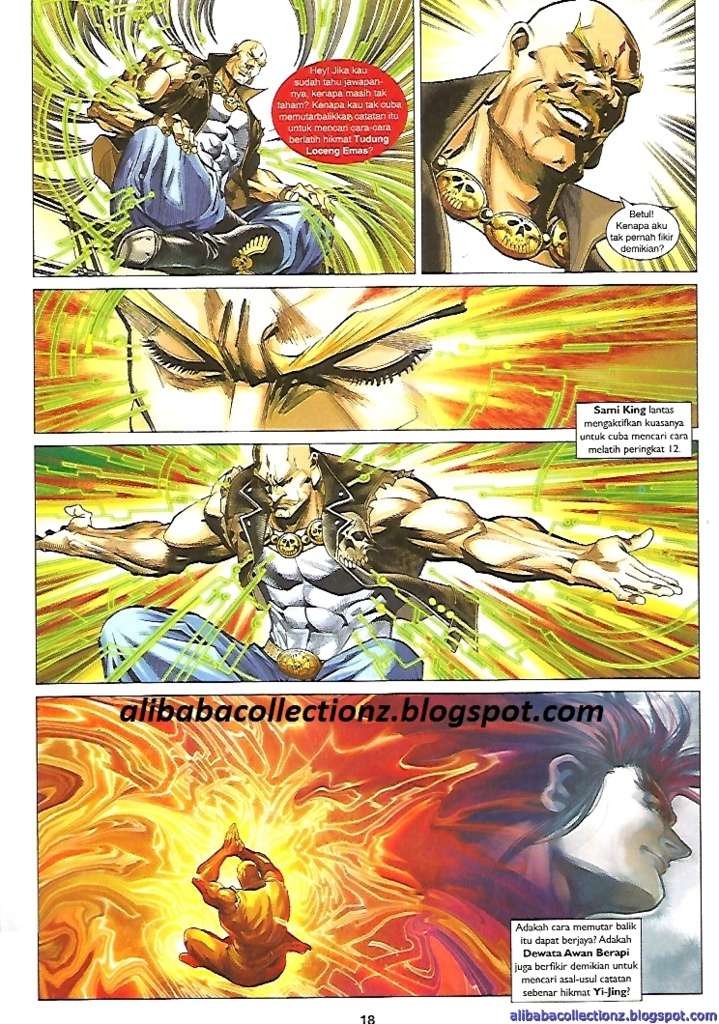 Hey! Jika kau
sudah tahu jawapan-
nya, kenapa masih tak
faham? Kenapa kau tak cuba
memutarbalikkan catatan itu
untuk mencari cara-cara
berlatih hikmat Tudung
Loceng Emas?
Betul!
Kenapa aku
tak pernah fikir
demikian?
Sami King lantas
mengaktifkan kuasanya
untuk cuba mencari cara
melatih peringkat 12.
alibabacollectionz.blogspot.com
Adakah cara memutar balik
itu dapat berjaya? Adakah
Dewata Awan Berapi
juga berfikir demikian untuk
mencari asal-usul catatan
sebenar hikmat Yi-Jing?
18
alibabacollectionz.blogspot.com